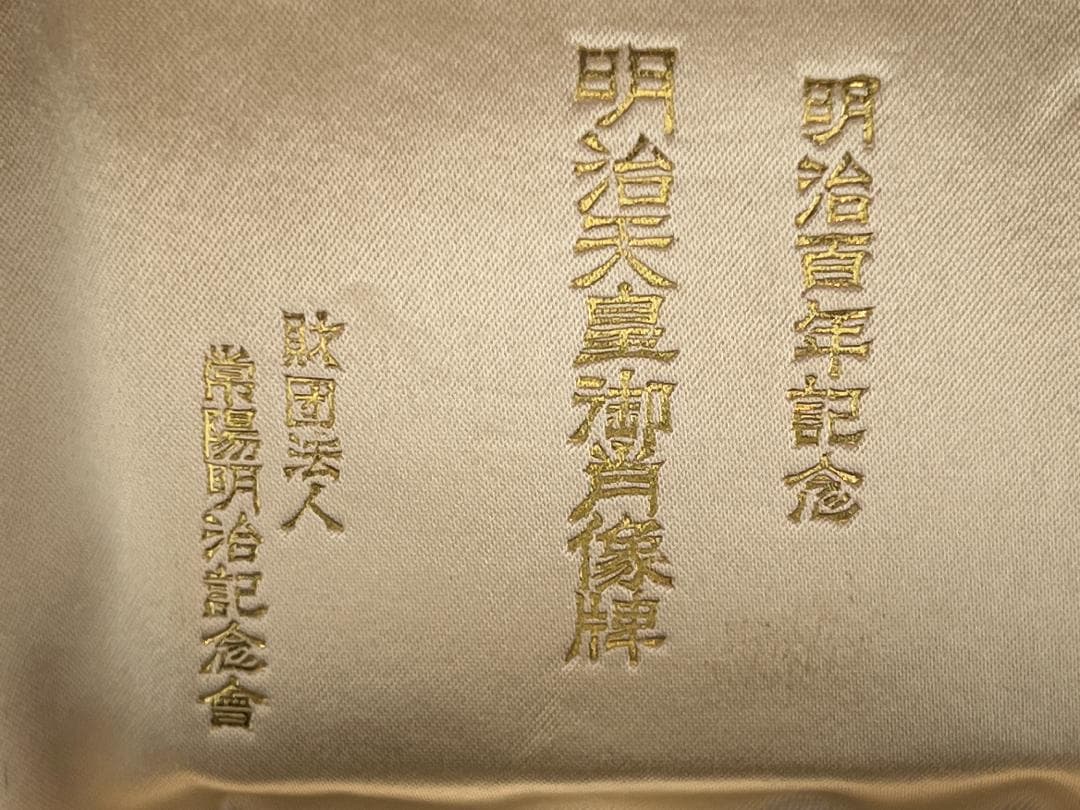 明治百年記念
明治天皇御肖像牌
財団法人
常陽明治記念會